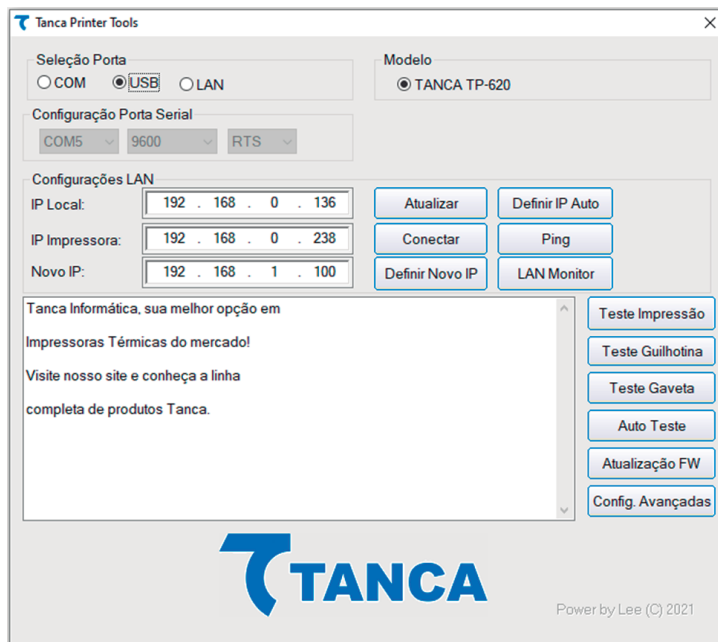 Tanca Printer Tools
Seleção Porta
COM USB LAN
Modelo
TANCA TP-620
Configuração Porta Serial
COM5 9600 RTS
Configurações LAN
IP Local: 192 . 168 . 0 . 136 Atualizar Definir IP Auto
IP Impressora: 192 . 168 . 0 . 238 Conectar Ping
Novo IP: 192 . 168 . 1 . 100 Definir Novo IP LAN Monitor
Tanca Informática, sua melhor opção em
Impressoras Térmicas do mercado!
Visite nosso site e conheça a linha
completa de produtos Tanca.
Teste Impressão
Teste Guilhotina
Teste Gaveta
Auto Teste
Atualização FW
Config. Avançadas
TANCA
Power by Lee (C) 2021